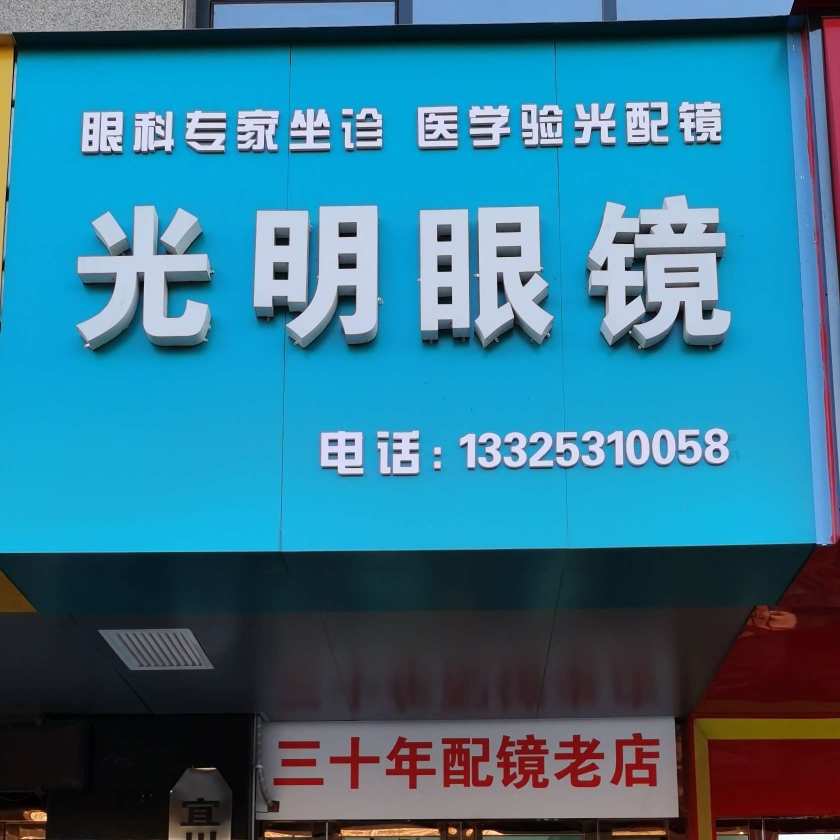 眼科专家坐诊 医学验光配镜
光明眼镜
电话：13325310058
三十年配镜老店
宜